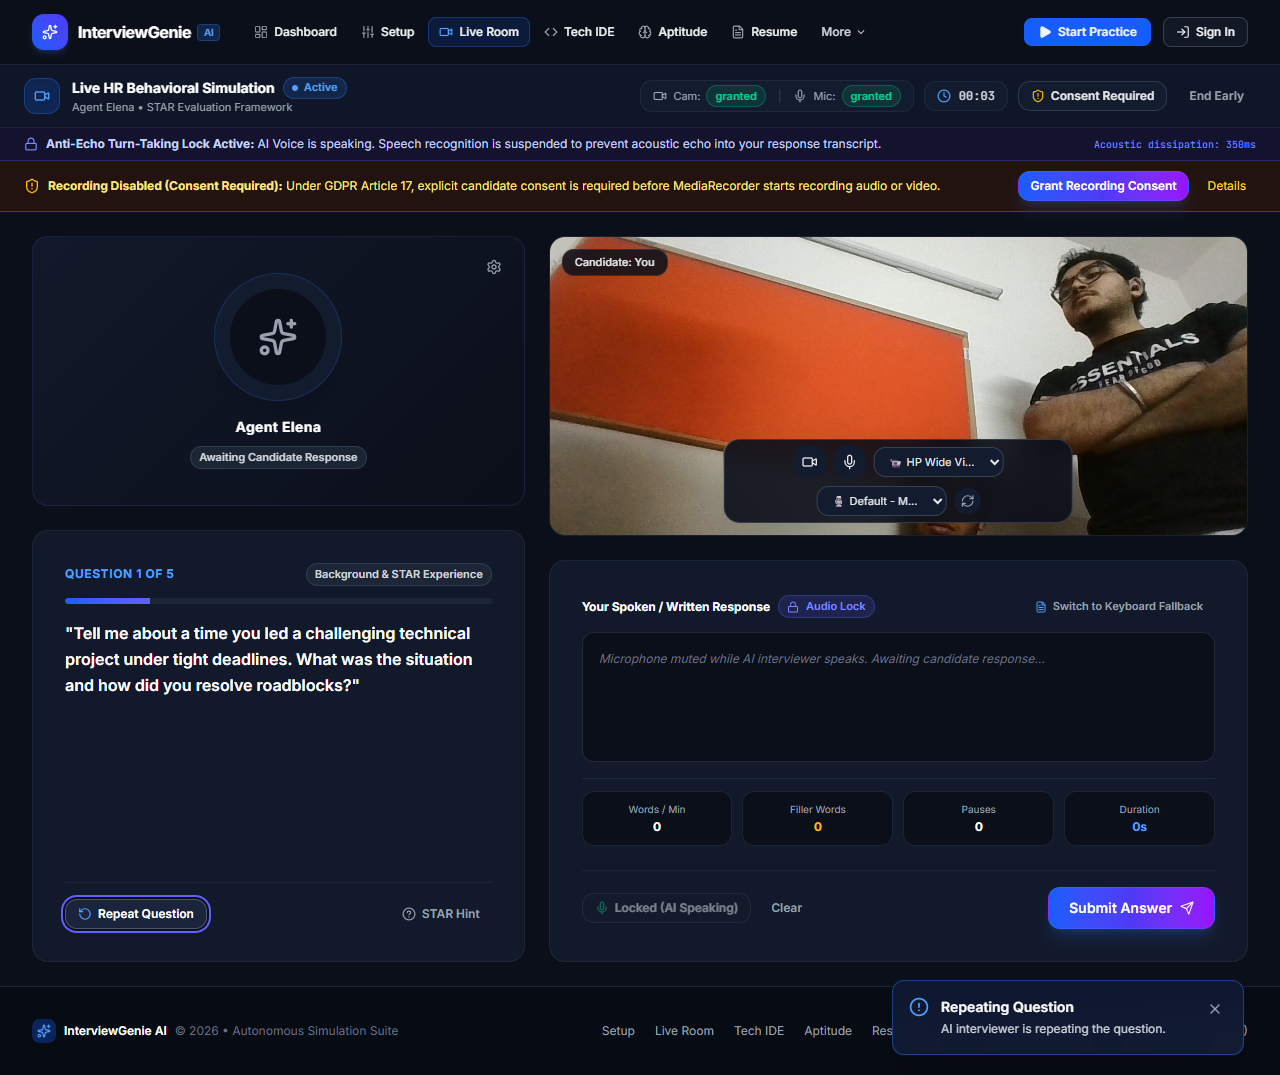 InterviewGenie AI
Dashboard
Setup
Live Room
Tech IDE
Aptitude
Resume
More
Start Practice
Sign In
Live HR Behavioral Simulation
Active
Agent Elena • STAR Evaluation Framework
Cam: granted
Mic: granted
00:03
Consent Required
End Early
Anti-Echo Turn-Taking Lock Active: AI Voice is speaking. Speech recognition is suspended to prevent acoustic echo into your response transcript.
Acoustic dissipation: 350ms
Recording Disabled (Consent Required): Under GDPR Article 17, explicit candidate consent is required before MediaRecorder starts recording audio or video.
Grant Recording Consent
Details
Agent Elena
Awaiting Candidate Response
Candidate: You
ESSENTIALS
FEAR OF GOD
HP Wide Vi...
Default - M...
QUESTION 1 OF 5
Background & STAR Experience
"Tell me about a time you led a challenging technical
project under tight deadlines. What was the situation
and how did you resolve roadblocks?"
Repeat Question
STAR Hint
Your Spoken / Written Response
Audio Lock
Switch to Keyboard Fallback
Microphone muted while AI interviewer speaks. Awaiting candidate response...
Words / Min
0
Filler Words
0
Pauses
0
Duration
0s
Locked (AI Speaking)
Clear
Submit Answer
InterviewGenie AI © 2026 • Autonomous Simulation Suite
Setup
Live Room
Tech IDE
Aptitude
Repeating Question
AI interviewer is repeating the question.